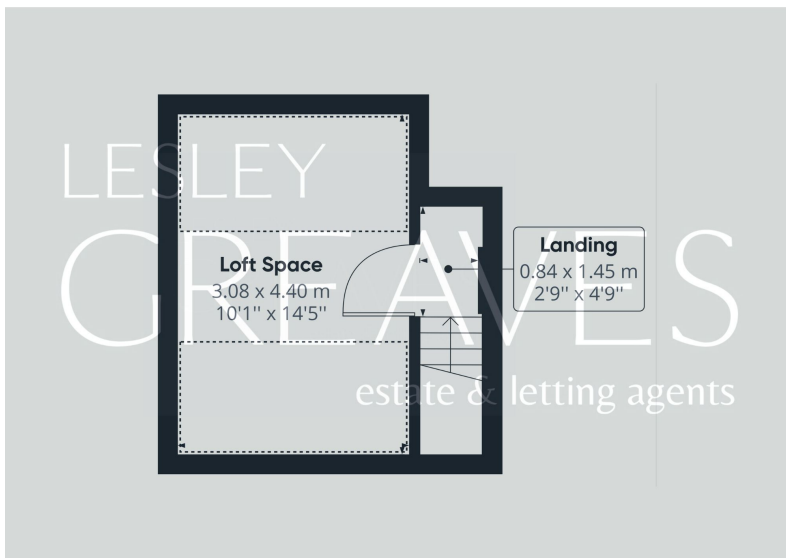 LESLEY
GREAVES
estate & letting agents
Loft Space
3.08 x 4.40 m
10'1'' x 14'5''
Landing
0.84 x 1.45 m
2'9'' x 4'9''